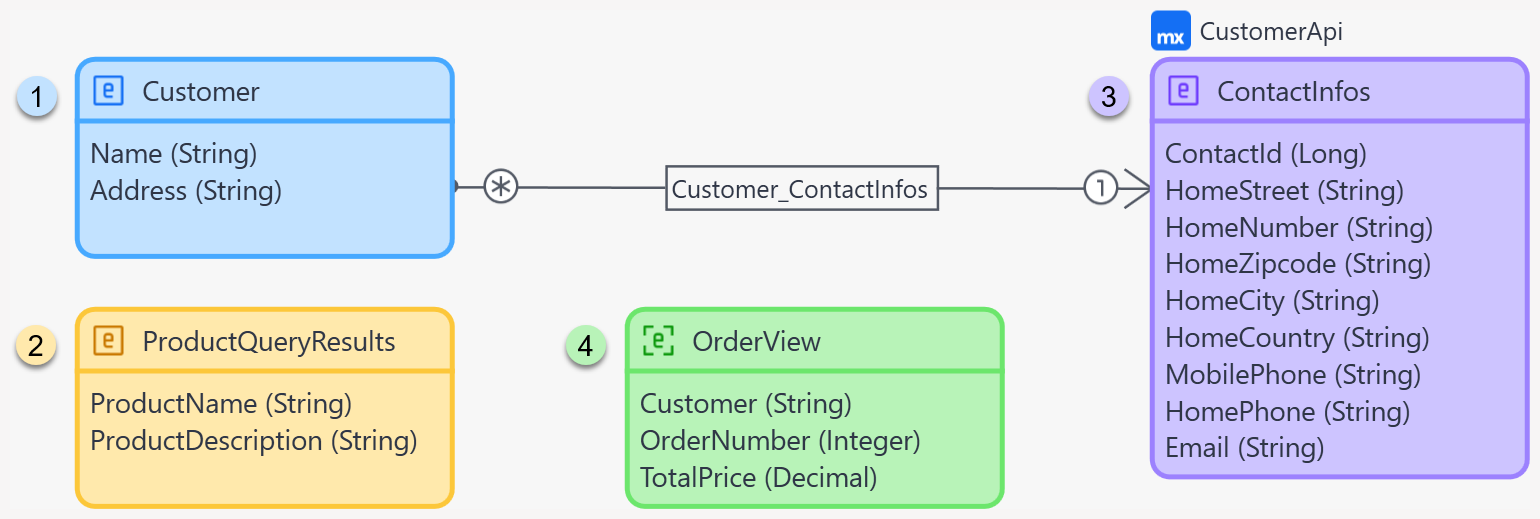 mx CustomerApi
1
Customer
Name (String)
Address (String)
*
Customer_ContactInfos
1
3
ContactInfos
ContactId (Long)
HomeStreet (String)
HomeNumber (String)
HomeZipcode (String)
HomeCity (String)
HomeCountry (String)
MobilePhone (String)
HomePhone (String)
Email (String)
2
ProductQueryResults
ProductName (String)
ProductDescription (String)
4
OrderView
Customer (String)
OrderNumber (Integer)
TotalPrice (Decimal)